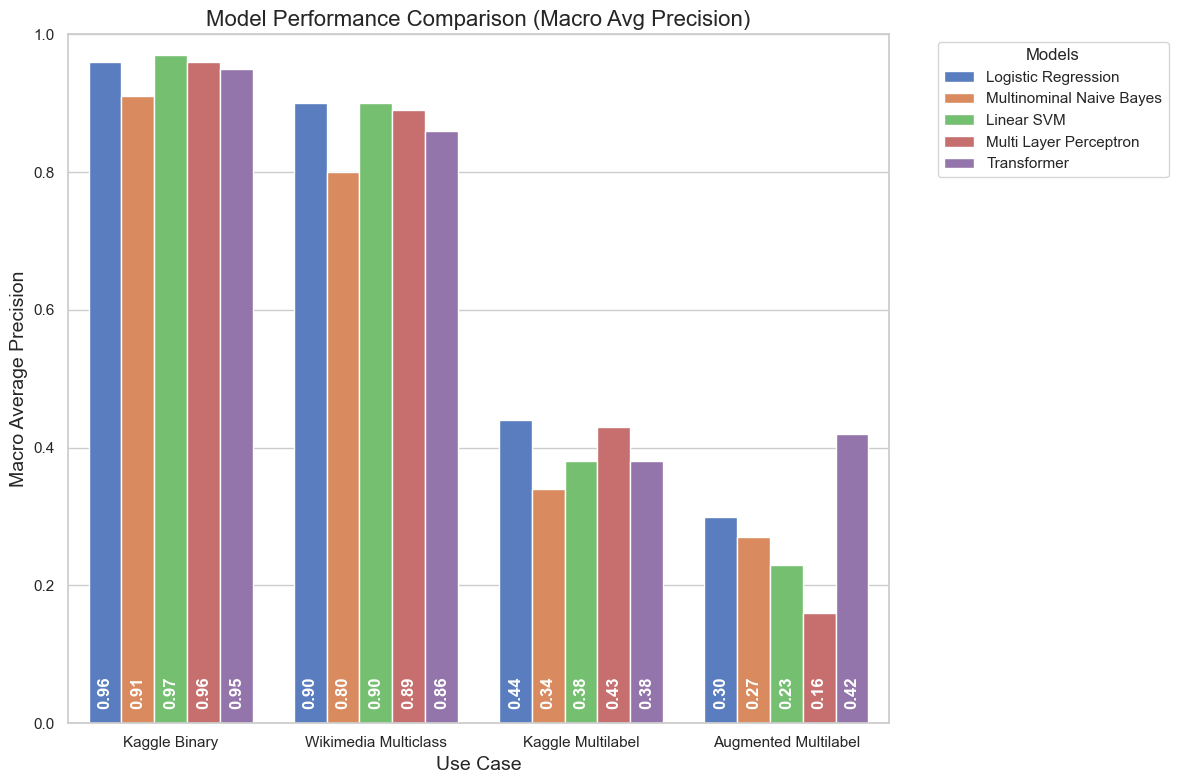 Model Performance Comparison (Macro Avg Precision)
Macro Average Precision
1.0
0.8
0.6
0.4
0.2
0.0
0.96
0.91
0.97
0.96
0.95
0.90
0.80
0.90
0.89
0.86
0.44
0.34
0.38
0.43
0.38
0.30
0.27
0.23
0.16
0.42
Kaggle Binary
Wikimedia Multiclass
Kaggle Multilabel
Augmented Multilabel
Use Case
Models
Logistic Regression
Multinominal Naive Bayes
Linear SVM
Multi Layer Perceptron
Transformer